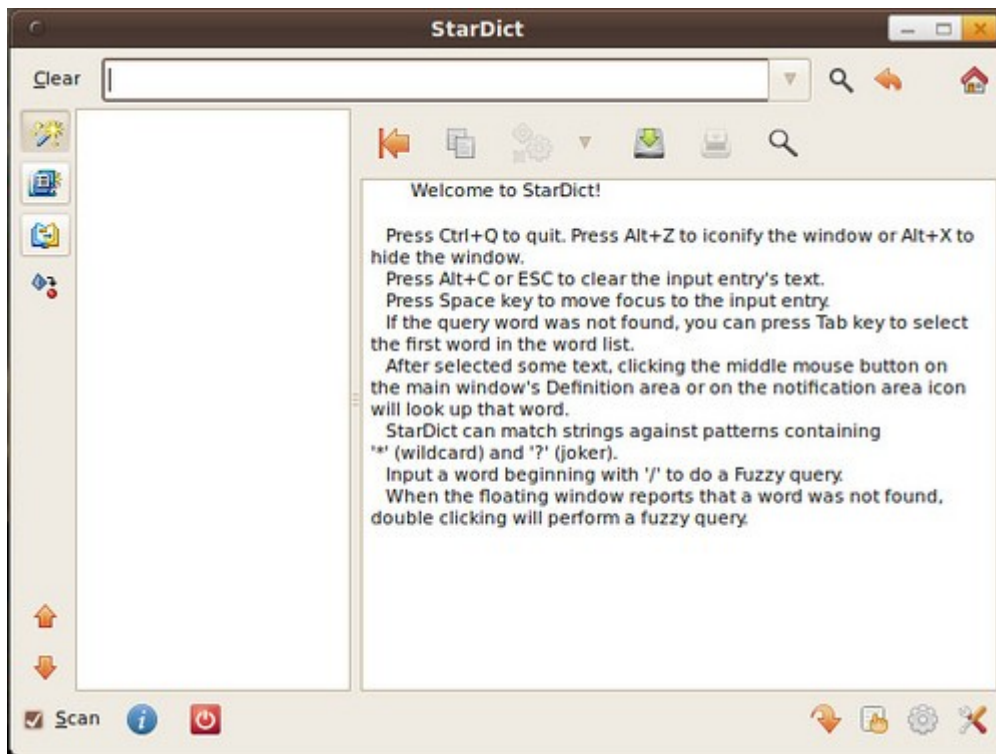 StarDict
Clear
Welcome to StarDict!
Press Ctrl+Q to quit. Press Alt+Z to iconify the window or Alt+X to
hide the window.
Press Alt+C or ESC to clear the input entry's text.
Press Space key to move focus to the input entry.
If the query word was not found, you can press Tab key to select
the first word in the word list.
After selected some text, clicking the middle mouse button on
the main window's Definition area or on the notification area icon
will look up that word.
StarDict can match strings against patterns containing
'*' (wildcard) and '?' (joker).
Input a word beginning with '/' to do a Fuzzy query.
When the floating window reports that a word was not found,
double clicking will perform a fuzzy query.
Scan